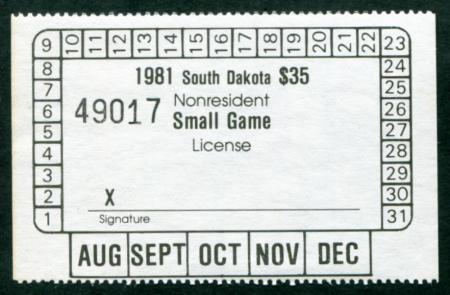 9 10 11 12 13 14 15 16 17 18 19 20 21 22 23
8 24
7 25
6 26
5 27
4 28
3 29
2 30
1 31
1981 South Dakota $35
Nonresident
49017
Small Game
License
X
Signature
AUG SEPT OCT NOV DEC